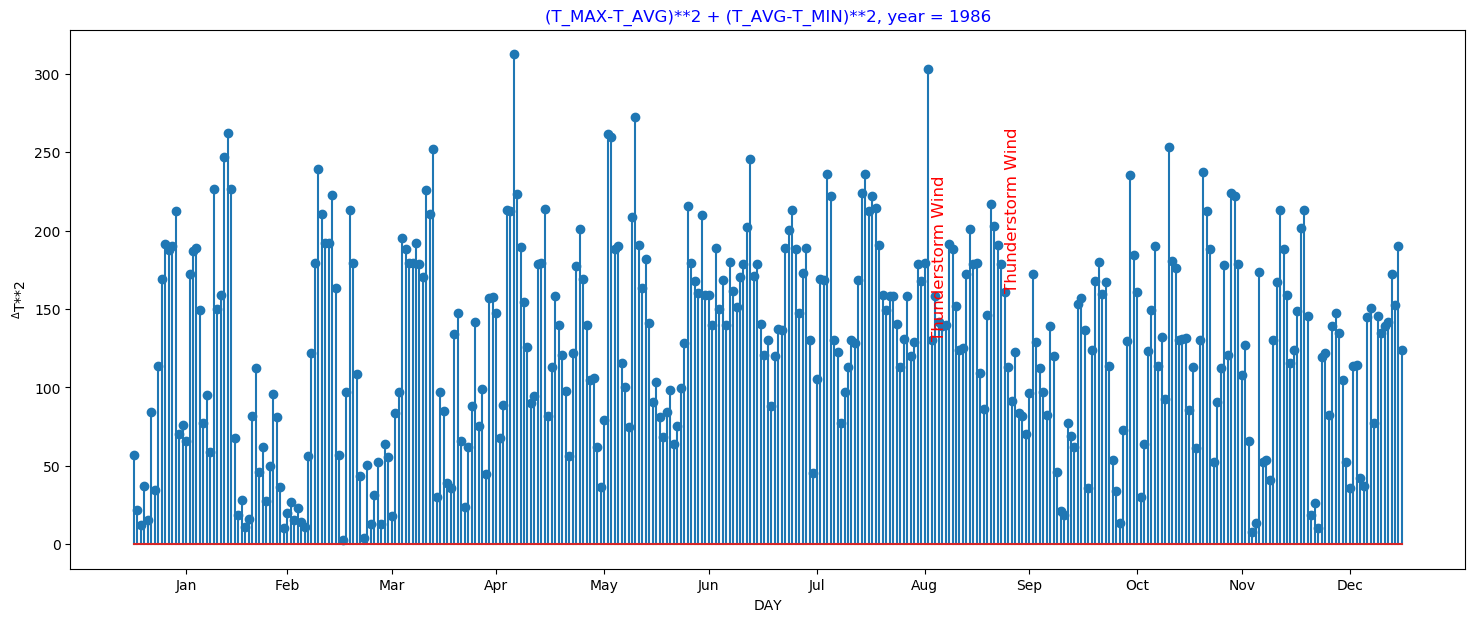 (T_MAX-T_AVG)**2 + (T_AVG-T_MIN)**2, year = 1986
ΔT**2
300
250
200
150
100
50
0
Thunderstorm Wind
Thunderstorm Wind
Jan Feb Mar Apr May Jun Jul Aug Sep Oct Nov Dec
DAY